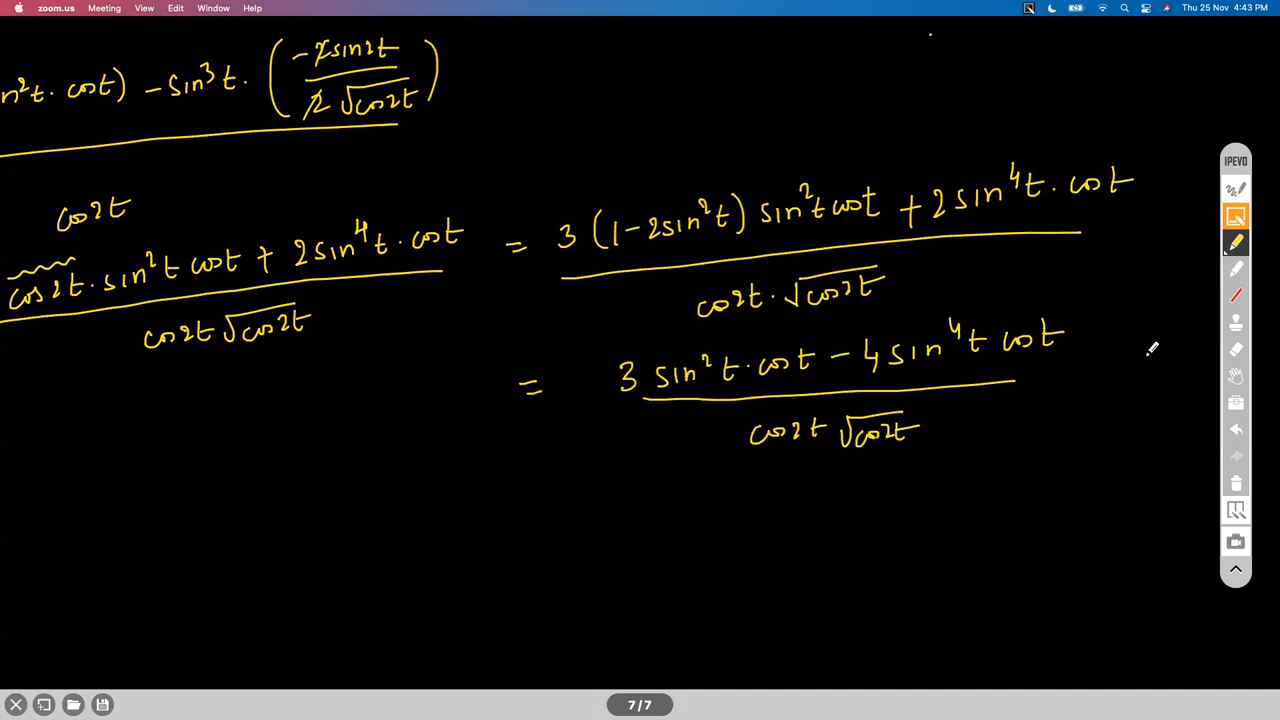 zoom.us Meeting View Edit Window Help Thu 25 Nov 4:43 PM
n²t · cost) - sin³t · (-2sin2t / 2√cos2t)
cos2t
cos2t · sin²t cost + 2sin⁴t · cost / cos2t √cos2t = 3(1-2sin²t) sin²t cost + 2sin⁴t · cost / cos2t · √cos2t
= 3 sin²t · cost - 4sin⁴t cost / cos2t √cos2t
IPEVO
7/7